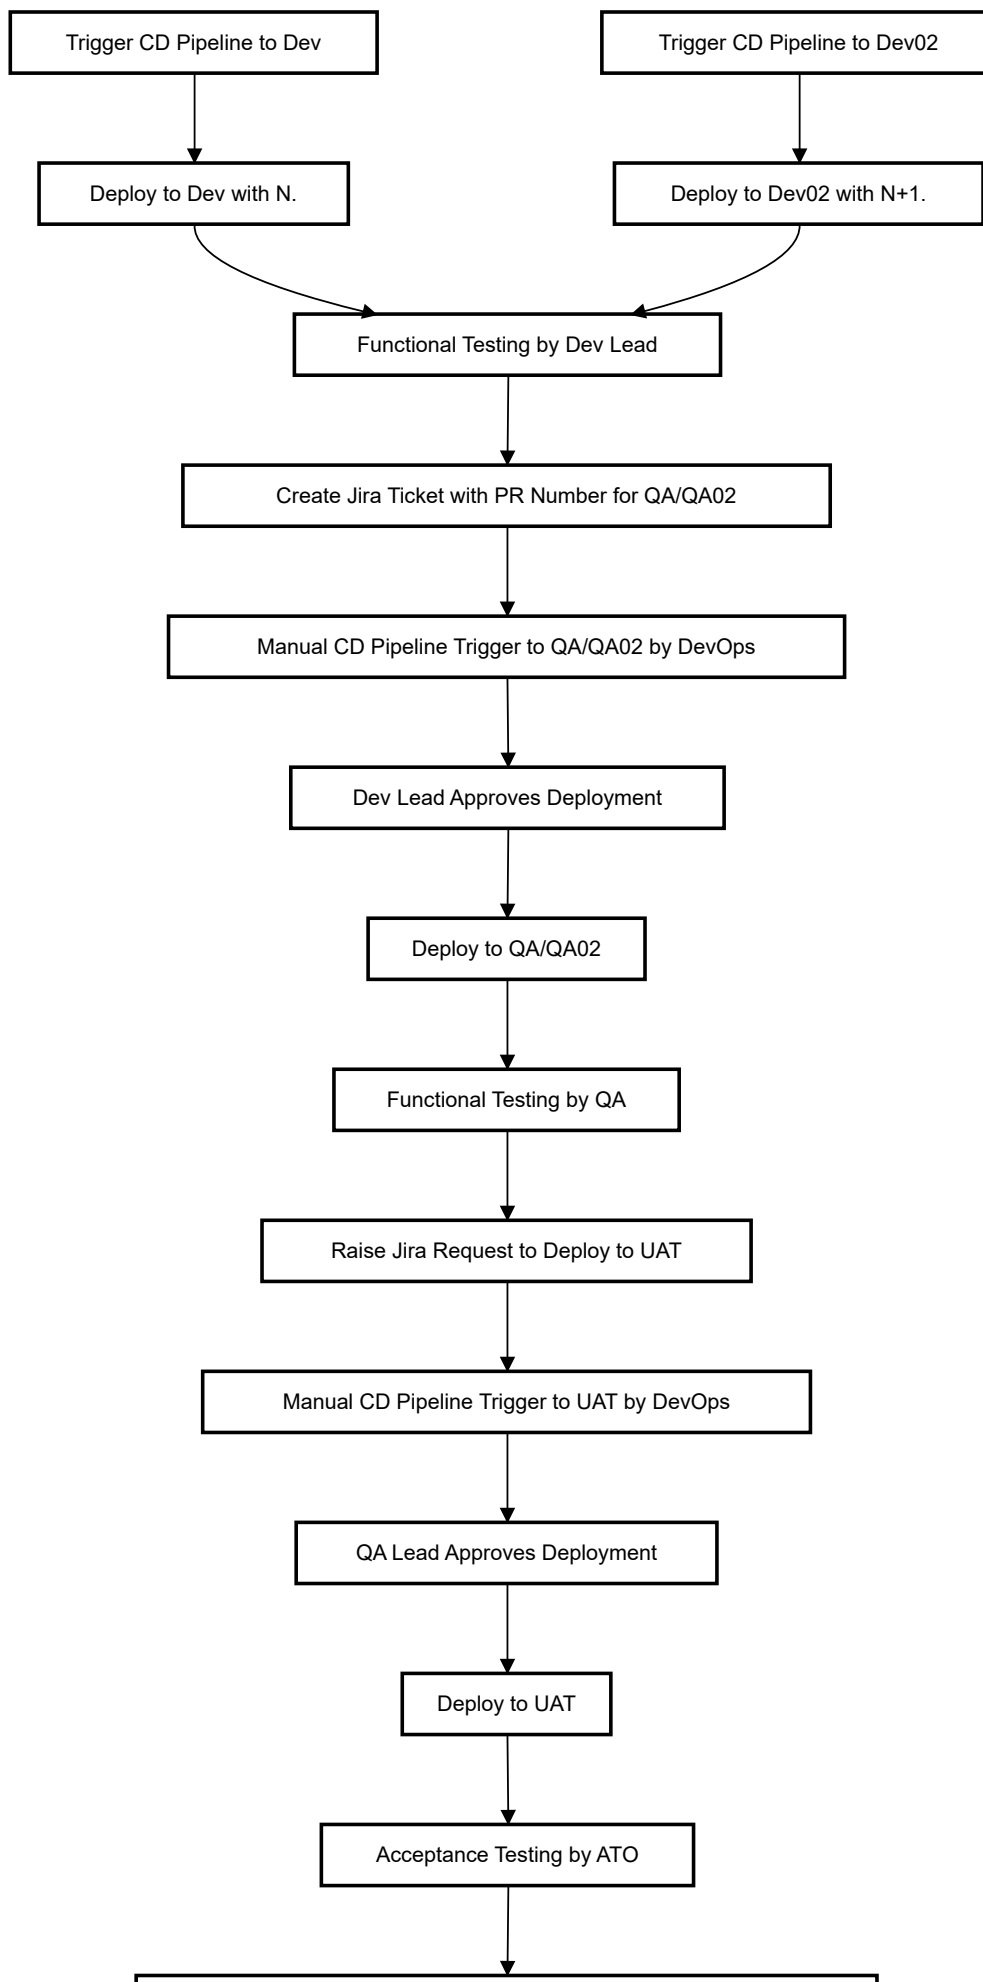 Trigger CD Pipeline to Dev
Trigger CD Pipeline to Dev02
Deploy to Dev with N.
Deploy to Dev02 with N+1.
Functional Testing by Dev Lead
Create Jira Ticket with PR Number for QA/QA02
Manual CD Pipeline Trigger to QA/QA02 by DevOps
Dev Lead Approves Deployment
Deploy to QA/QA02
Functional Testing by QA
Raise Jira Request to Deploy to UAT
Manual CD Pipeline Trigger to UAT by DevOps
QA Lead Approves Deployment
Deploy to UAT
Acceptance Testing by ATO